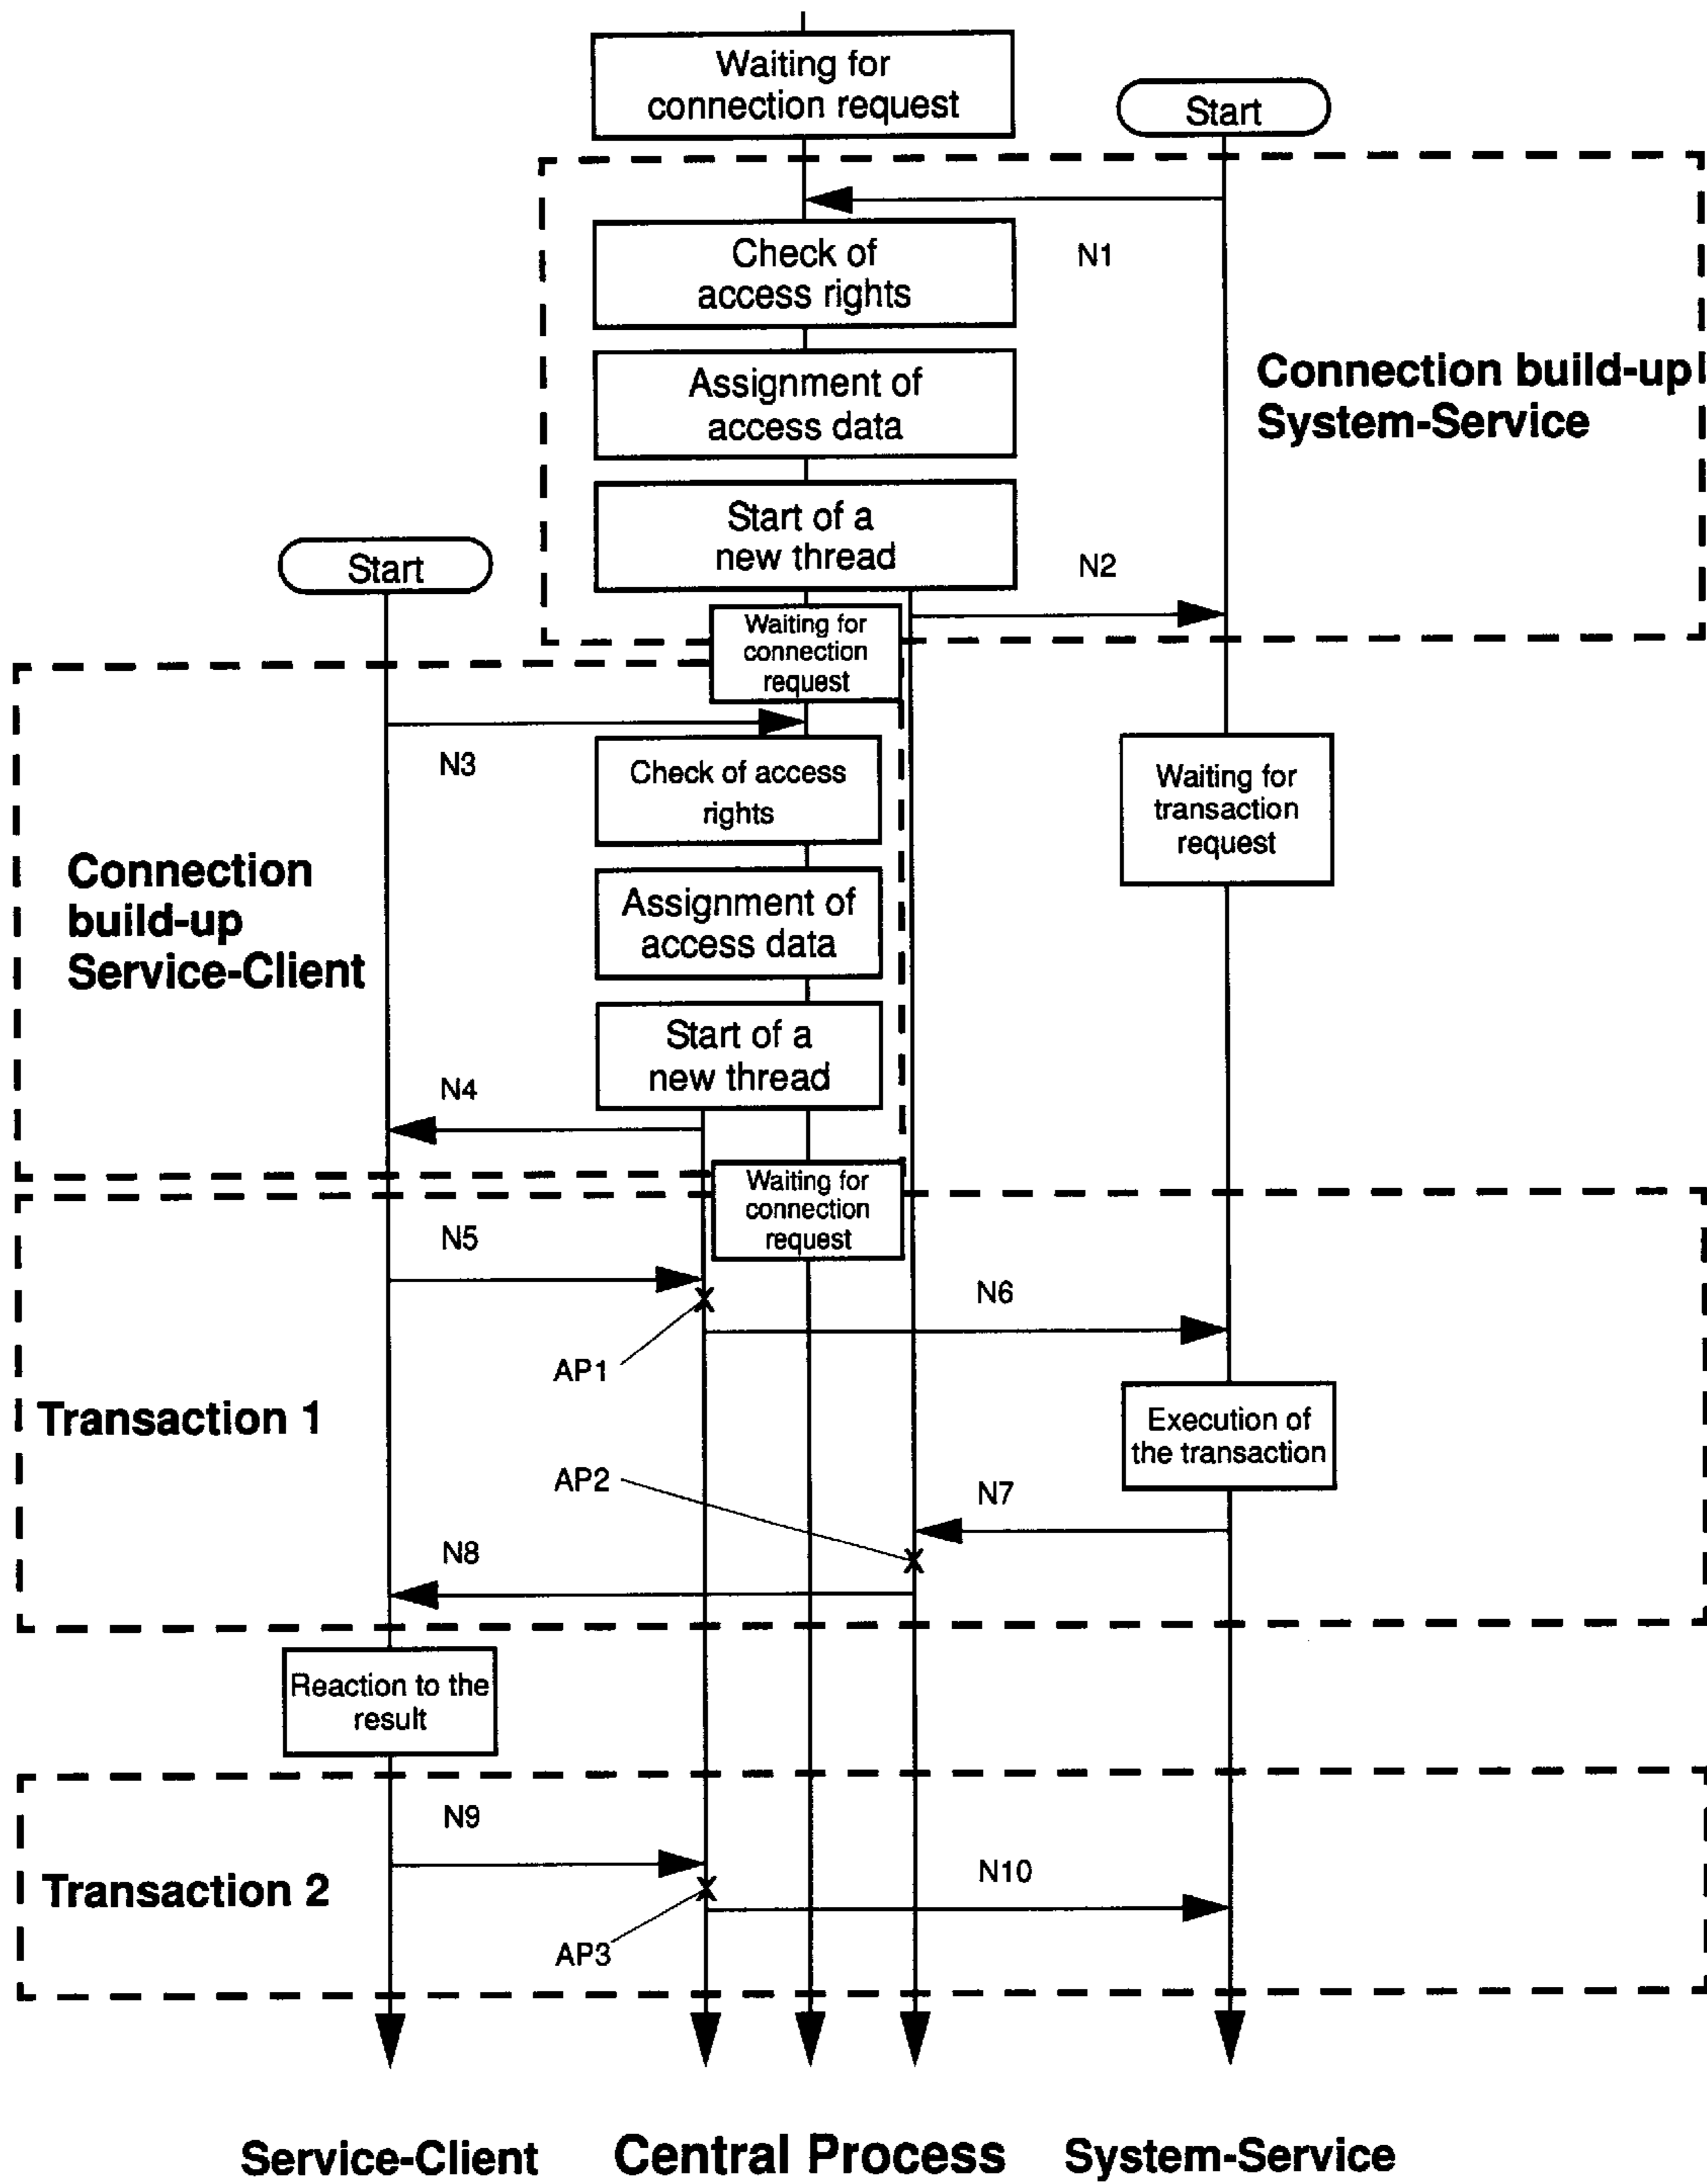 Waiting for
connection request
Start
N1
Check of
access rights
Connection build-up
System-Service
Assignment of
access data
Start of a
new thread
N2
Start
Waiting for
connection
request
N3
Check of access
rights
Waiting for
transaction
request
Connection
build-up
Service-Client
Assignment of
access data
Start of a
new thread
N4
Waiting for
connection
request
N5
N6
AP1
Transaction 1
Execution of
the transaction
AP2
N7
N8
Reaction to the
result
N9
N10
Transaction 2
AP3
Service-Client
Central Process
System-Service